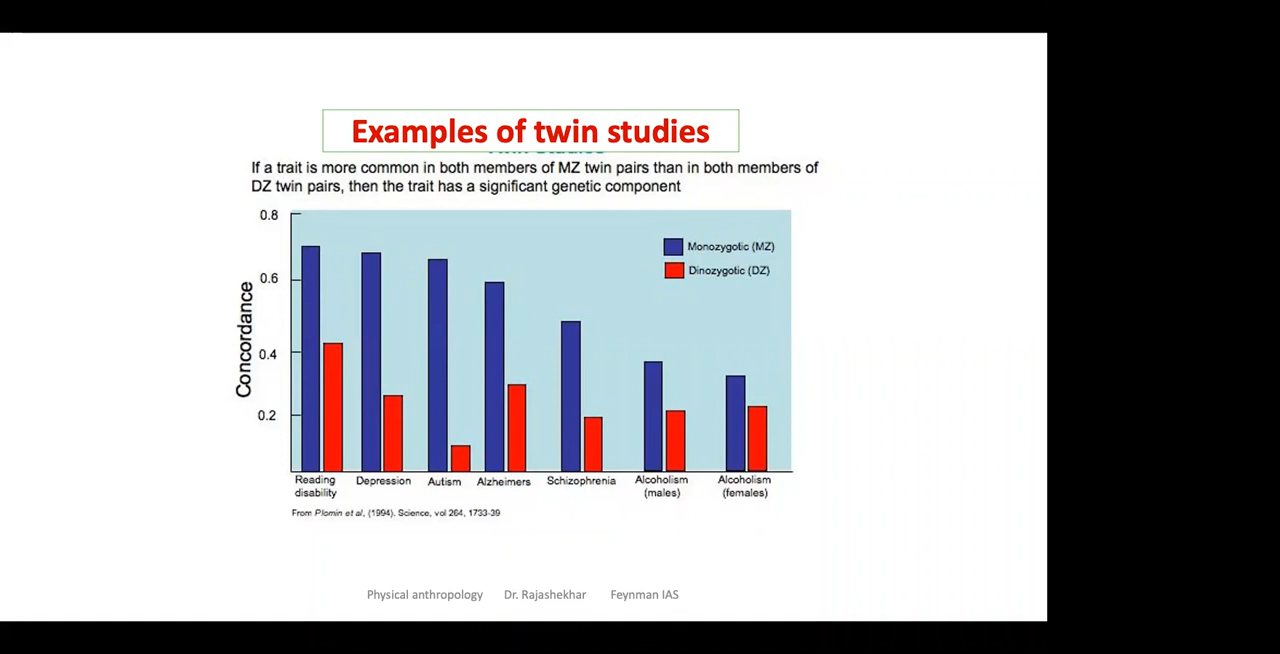 Examples of twin studies
If a trait is more common in both members of MZ twin pairs than in both members of
DZ twin pairs, then the trait has a significant genetic component
0.8
0.6
0.4
0.2
Concordance
Monozygotic (MZ)
Dinozygotic (DZ)
Reading
disability
Depression
Autism
Alzheimers
Schizophrenia
Alcoholism
(males)
Alcoholism
(females)
From Plomin et al, (1994). Science, vol 264, 1733-39
Physical anthropology Dr. Rajashekhar Feynman IAS